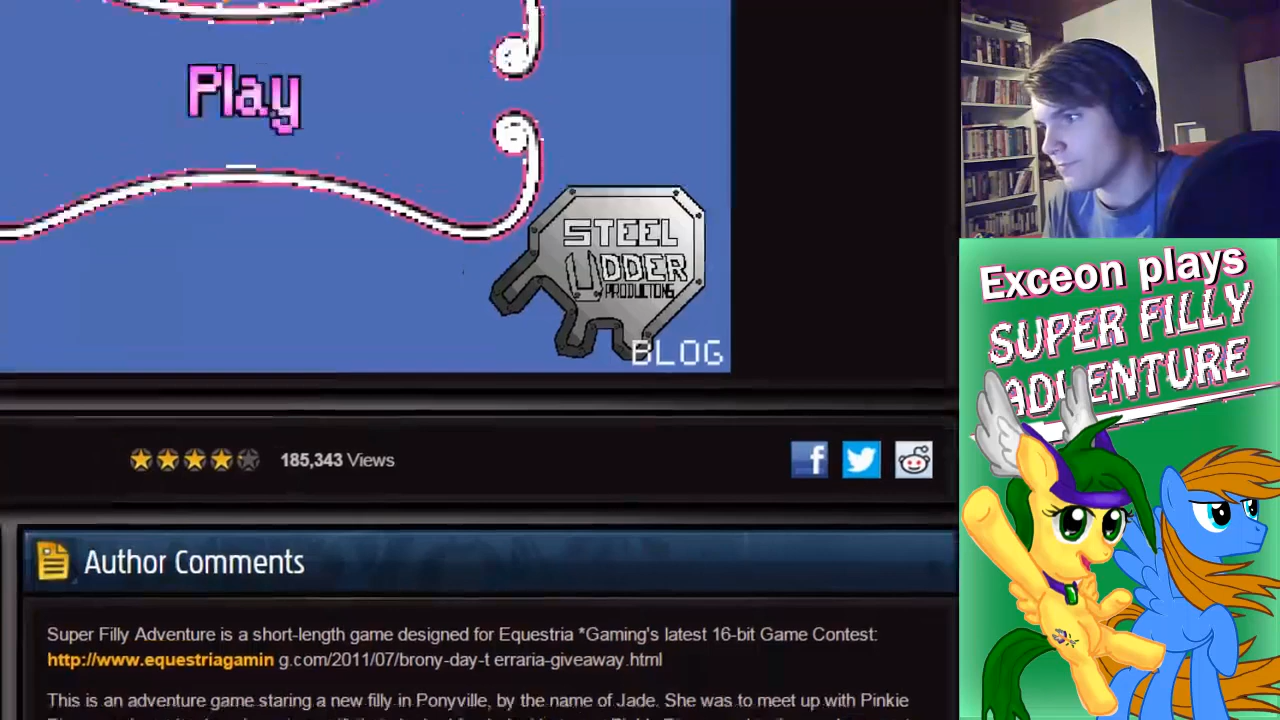 Play
STEEL
UDDER
PRODUCTIONS
BLOG
185,343 Views
Author Comments
Super Filly Adventure is a short-length game designed for Equestria *Gaming's latest 16-bit Game Contest:
http://www.equestriagamin g.com/2011/07/brony-day-t erraria-giveaway.html
This is an adventure game staring a new filly in Ponyville, by the name of Jade. She was to meet up with Pinkie
Exceon plays
SUPER FILLY
ADVENTURE